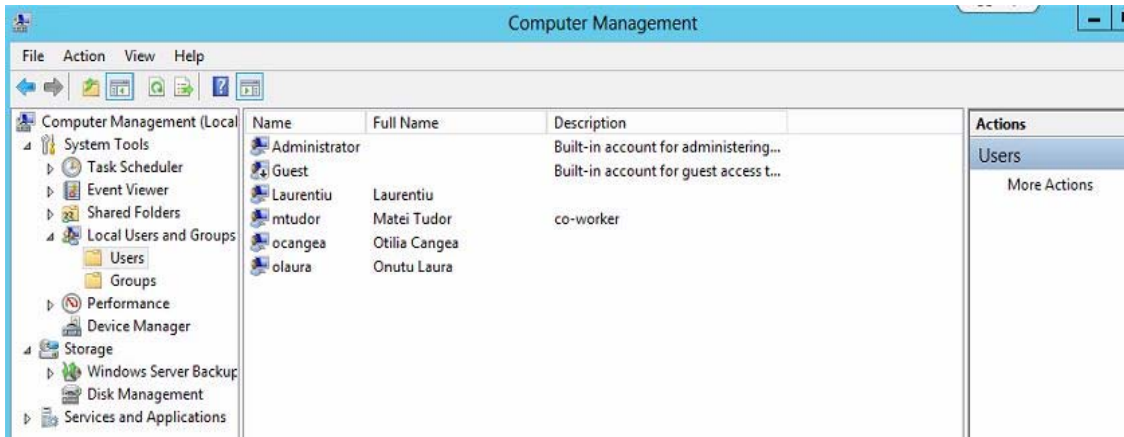 Computer Management
File Action View Help
Computer Management (Local
System Tools
Task Scheduler
Event Viewer
Shared Folders
Local Users and Groups
Users
Groups
Performance
Device Manager
Storage
Windows Server Backup
Disk Management
Services and Applications
Name Full Name Description
Administrator Built-in account for administering...
Guest Built-in account for guest access t...
Laurentiu Laurentiu
mtudor Matei Tudor co-worker
ocangea Otilia Cangea
olaura Onutu Laura
Actions
Users
More Actions